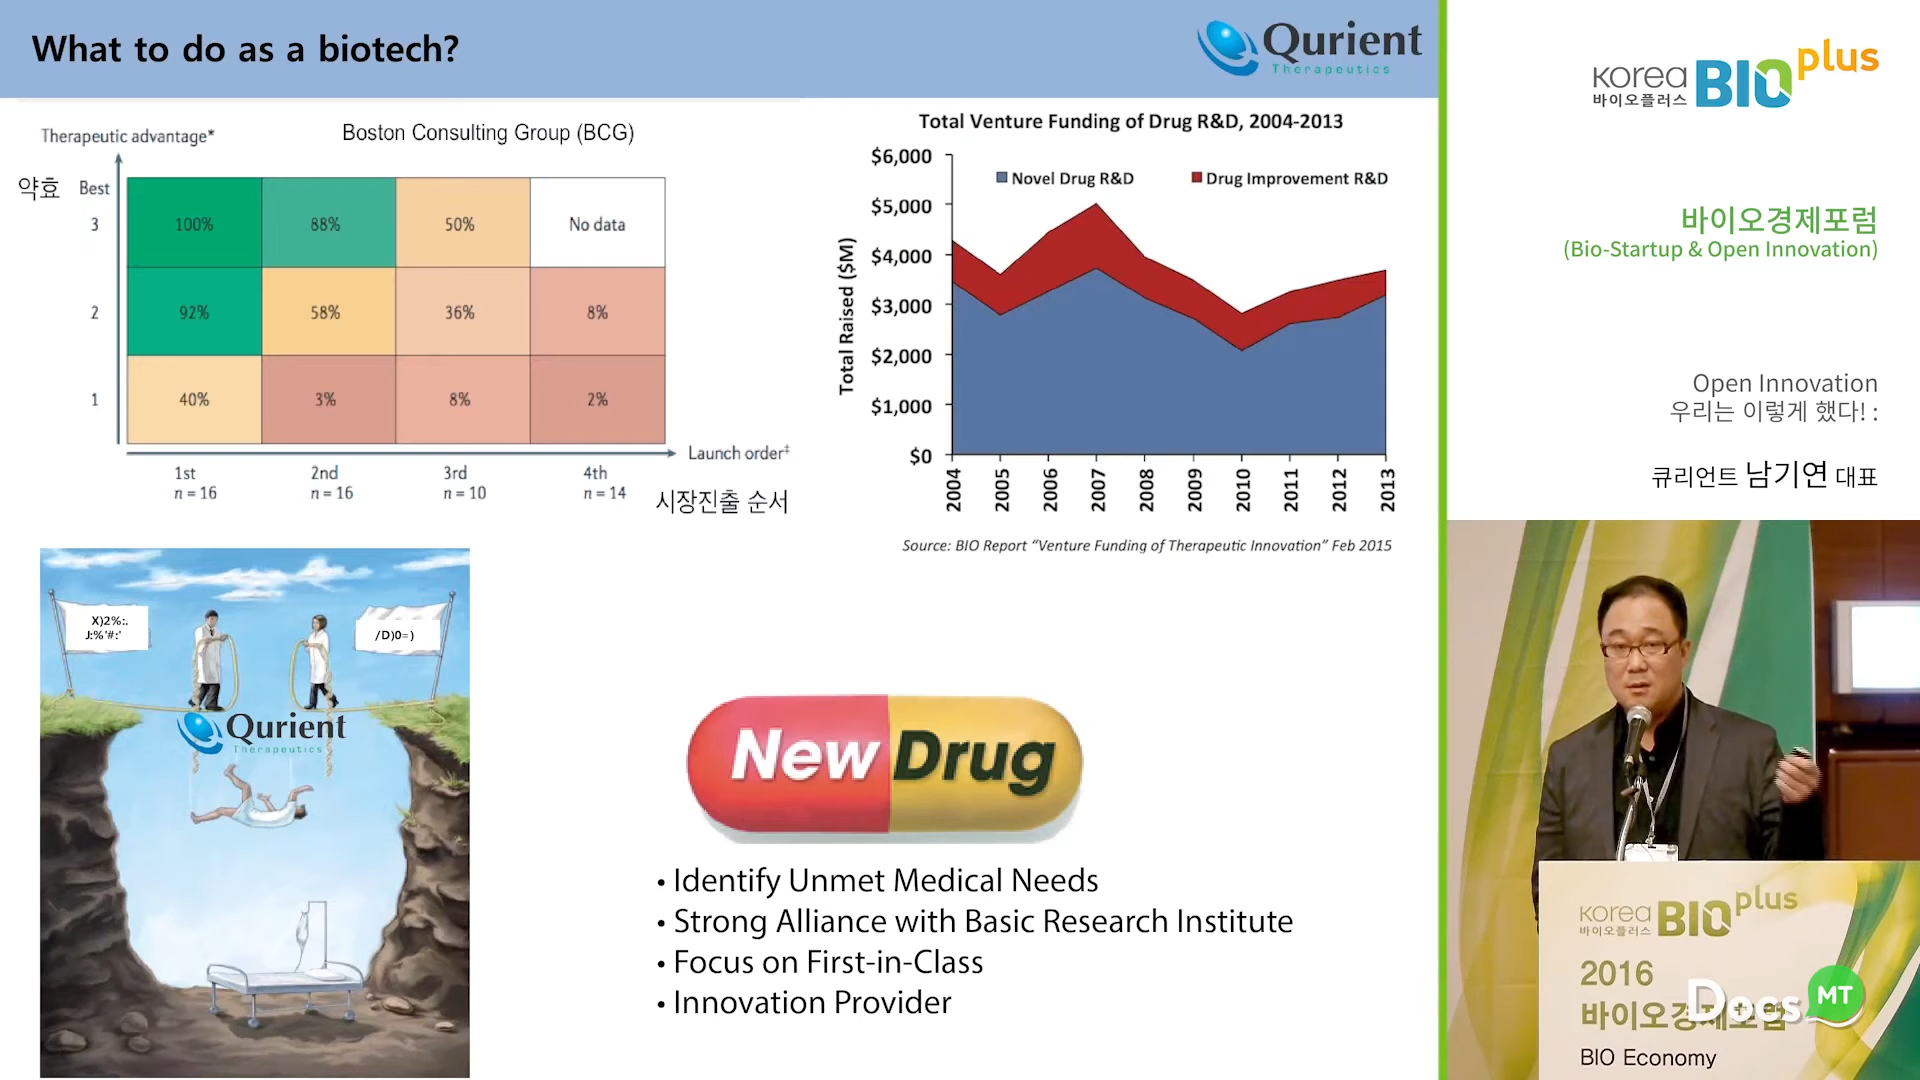 What to do as a biotech?
Qurient
Therapeutics
Therapeutic advantage*
Boston Consulting Group (BCG)
약효
Best
3
100%
88%
50%
No data
2
92%
58%
36%
8%
1
40%
3%
8%
2%
Launch order‡
1st
2nd
3rd
4th
n = 16
n = 16
n = 10
n = 14
시장진출 순서
Total Venture Funding of Drug R&D, 2004-2013
Novel Drug R&D
Drug Improvement R&D
Total Raised ($M)
$6,000
$5,000
$4,000
$3,000
$2,000
$1,000
$0
2004
2005
2006
2007
2008
2009
2010
2011
2012
2013
Source: BIO Report “Venture Funding of Therapeutic Innovation” Feb 2015
X)2%:.
J:%'#:'
/D)0=)
Qurient
Therapeutics
New Drug
• Identify Unmet Medical Needs
• Strong Alliance with Basic Research Institute
• Focus on First-in-Class
• Innovation Provider
korea BIO plus
바이오플러스
바이오경제포럼
(Bio-Startup & Open Innovation)
Open Innovation
우리는 이렇게 했다! :
큐리언트 남기연 대표
korea BIO plus
바이오플러스
2016
바이오경제포럼
BIO Economy
Docs
MT